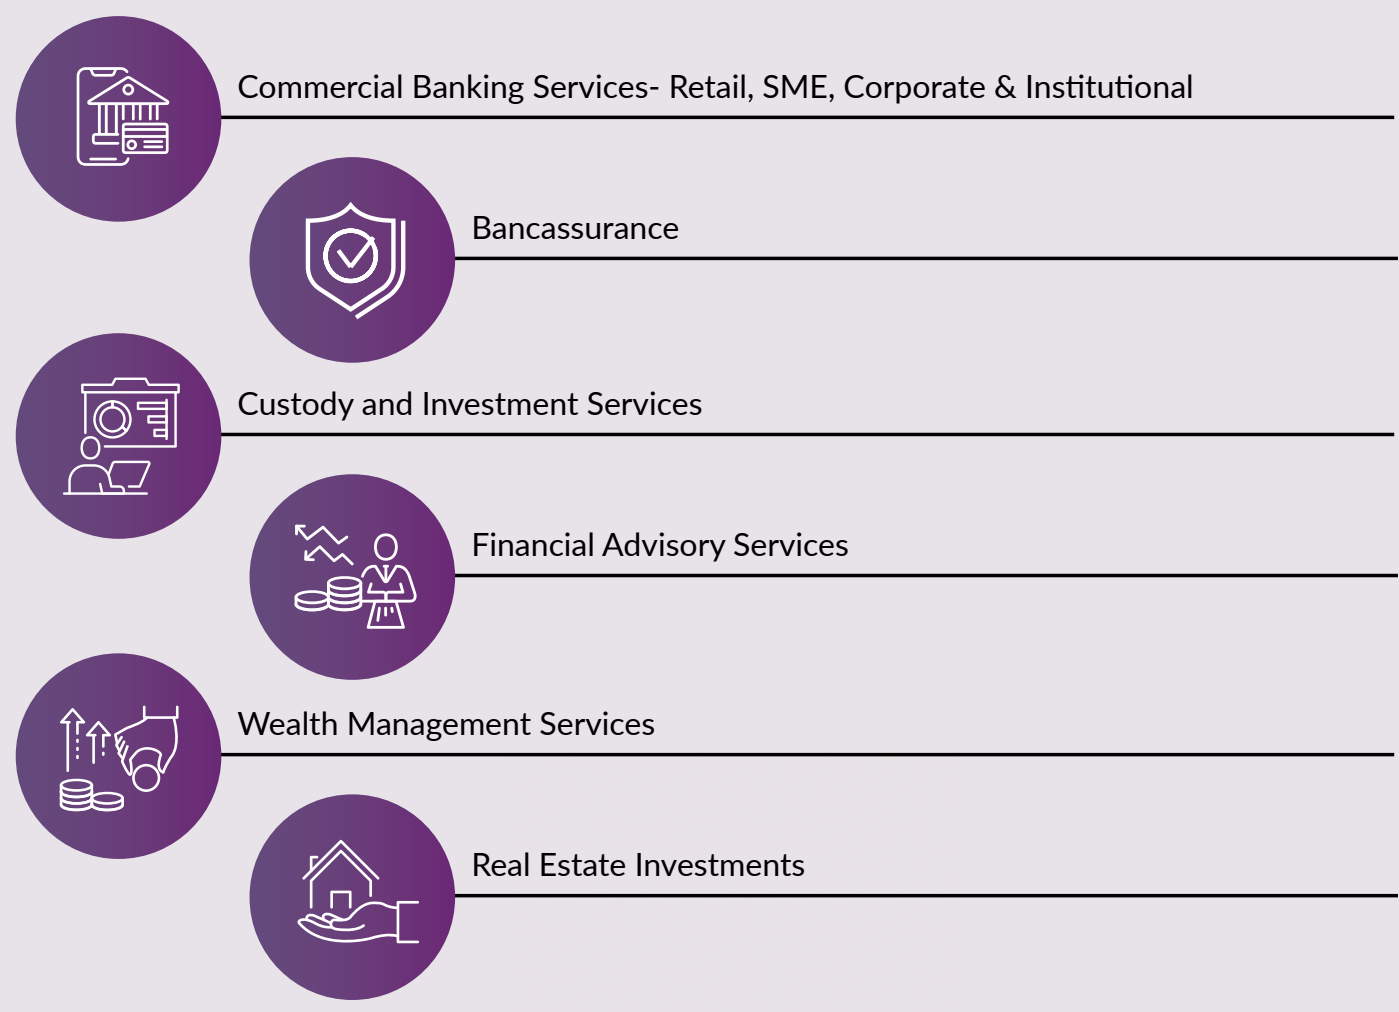 Commercial Banking Services- Retail, SME, Corporate & Institutional
Bancassurance
Custody and Investment Services
Financial Advisory Services
Wealth Management Services
Real Estate Investments